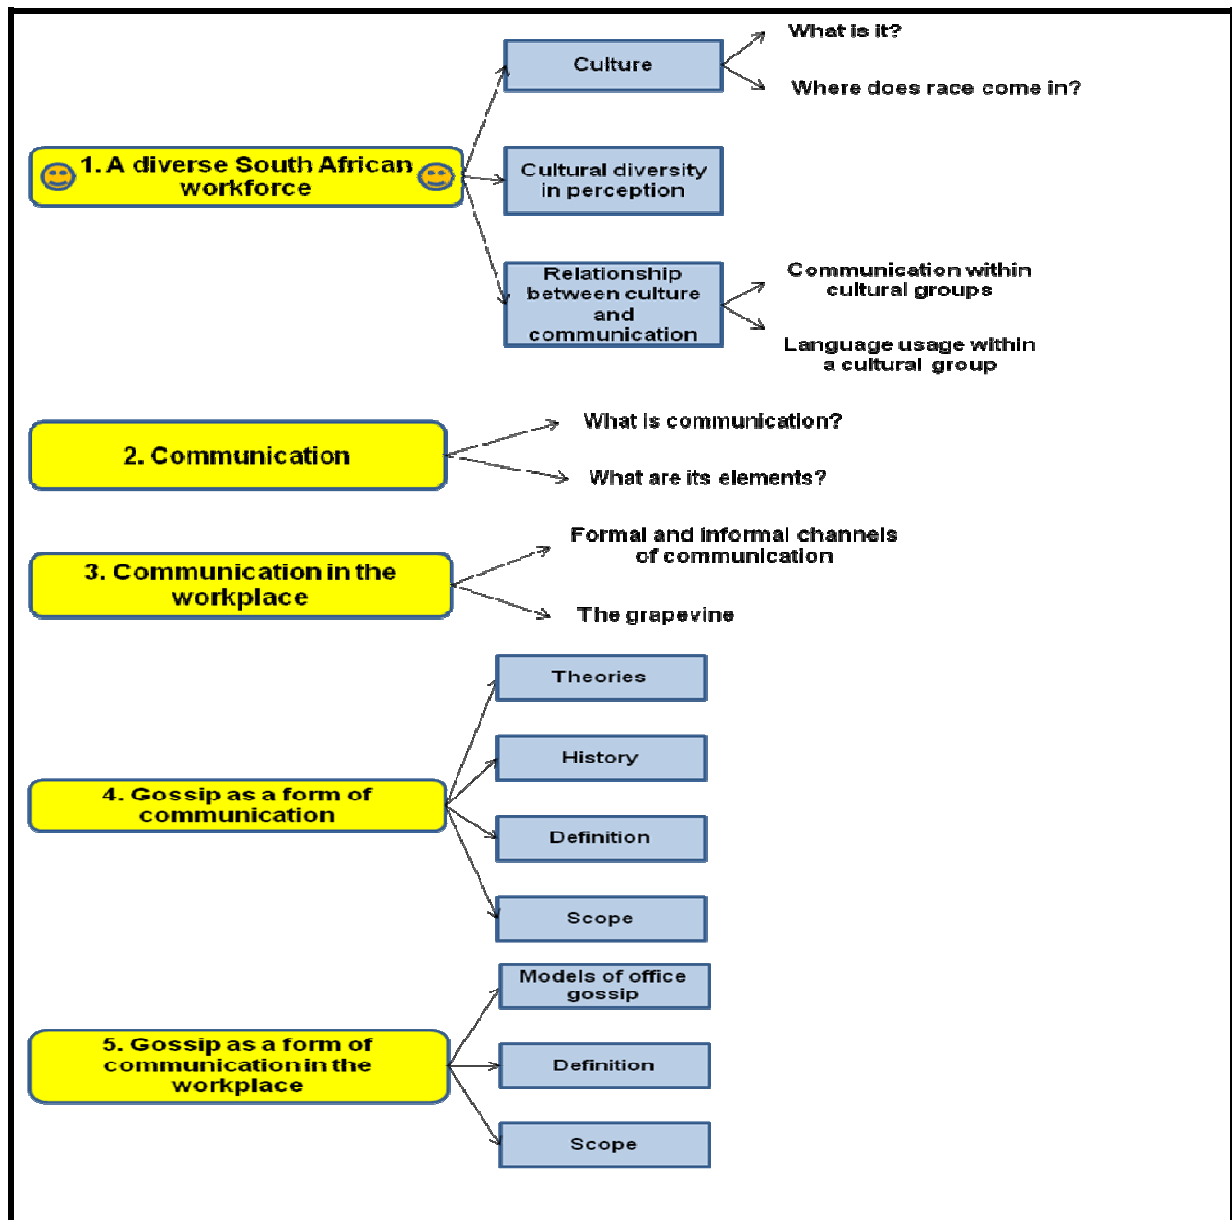 What is it?
Culture
Where does race come in?
1. A diverse South African
workforce
Cultural diversity
in perception
Relationship
between culture
and
communication
Communication within
cultural groups
Language usage within
a cultural group
What is communication?
2. Communication
What are its elements?
Formal and informal channels
of communication
3. Communication in the
workplace
The grapevine
Theories
History
4. Gossip as a form of
communication
Definition
Scope
Models of office
gossip
5. Gossip as a form of
communication in the
workplace
Definition
Scope